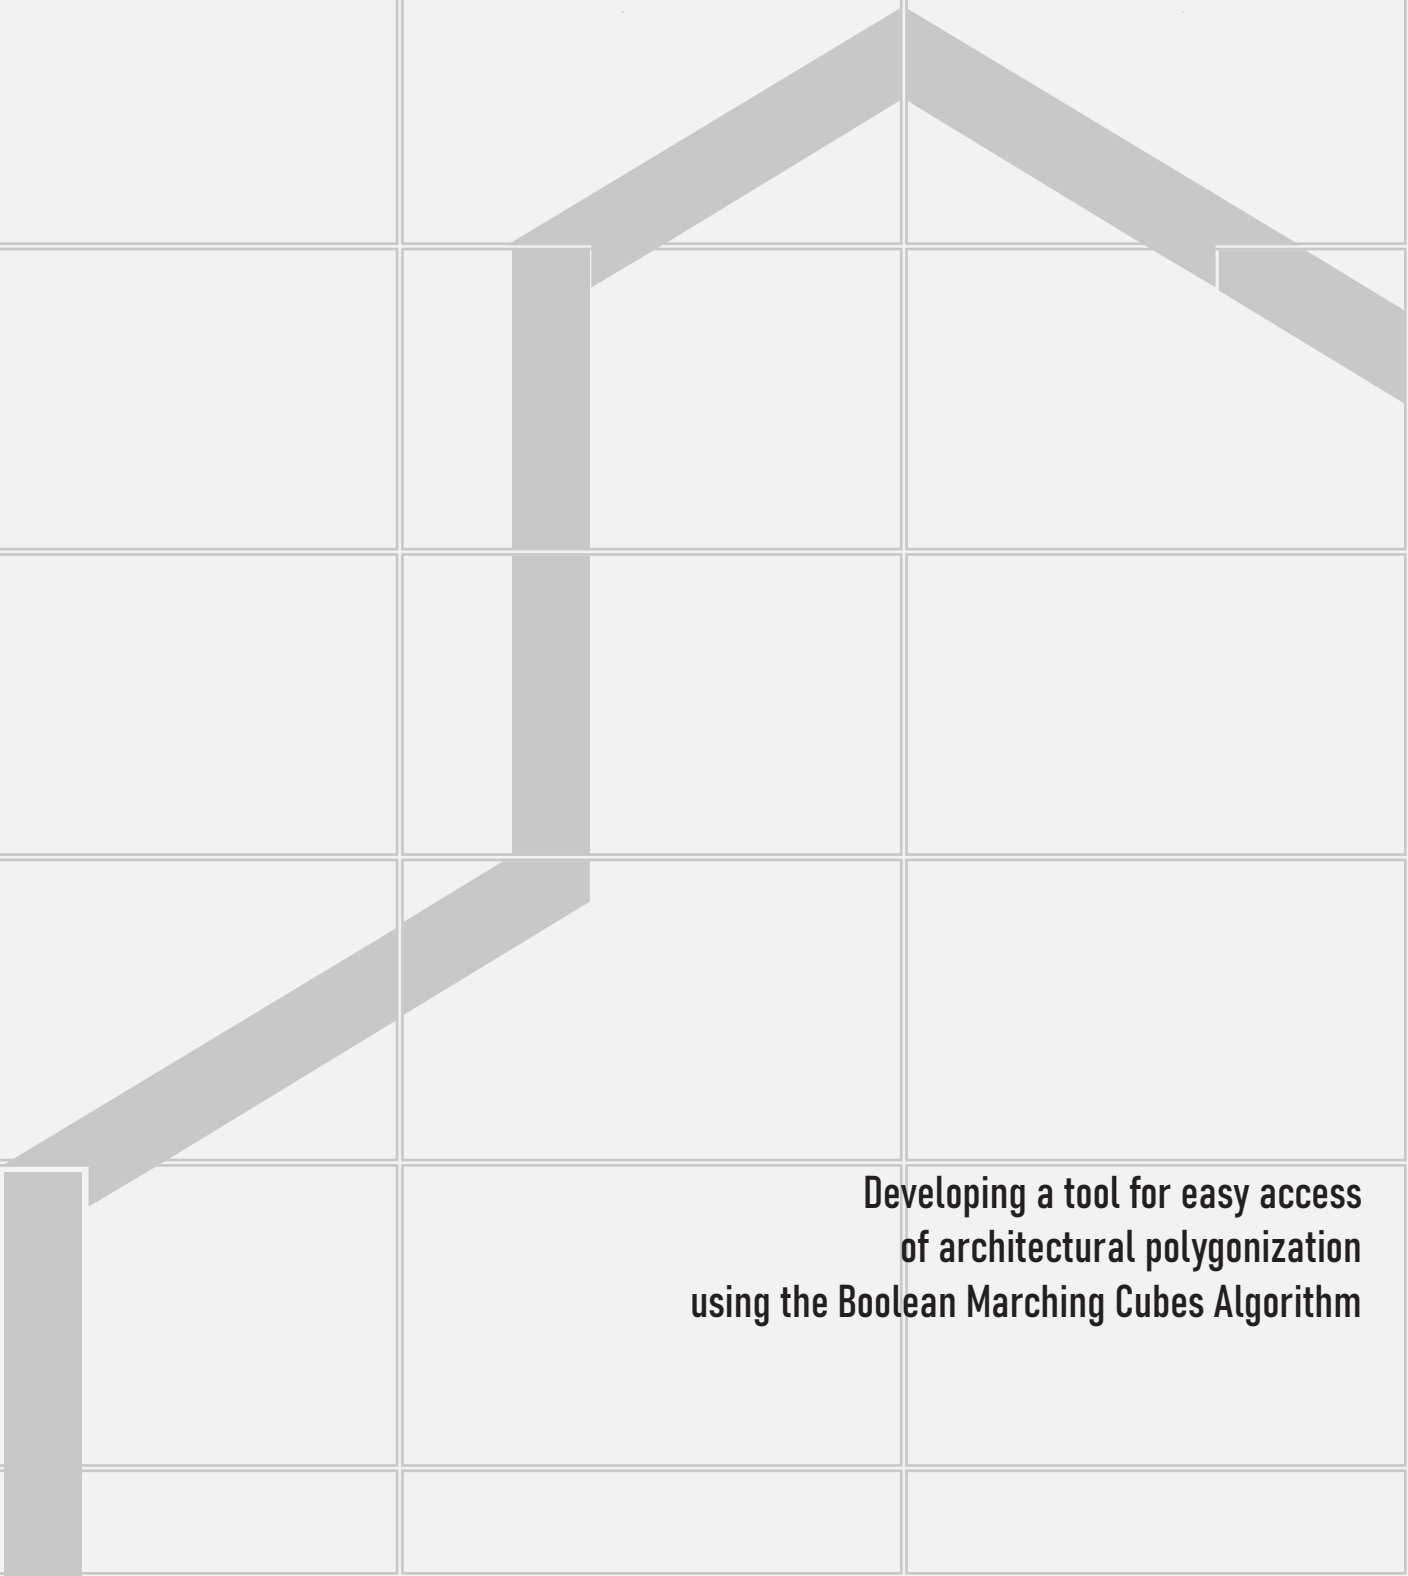 Developing a tool for easy access
of architectural polygonization
using the Boolean Marching Cubes Algorithm